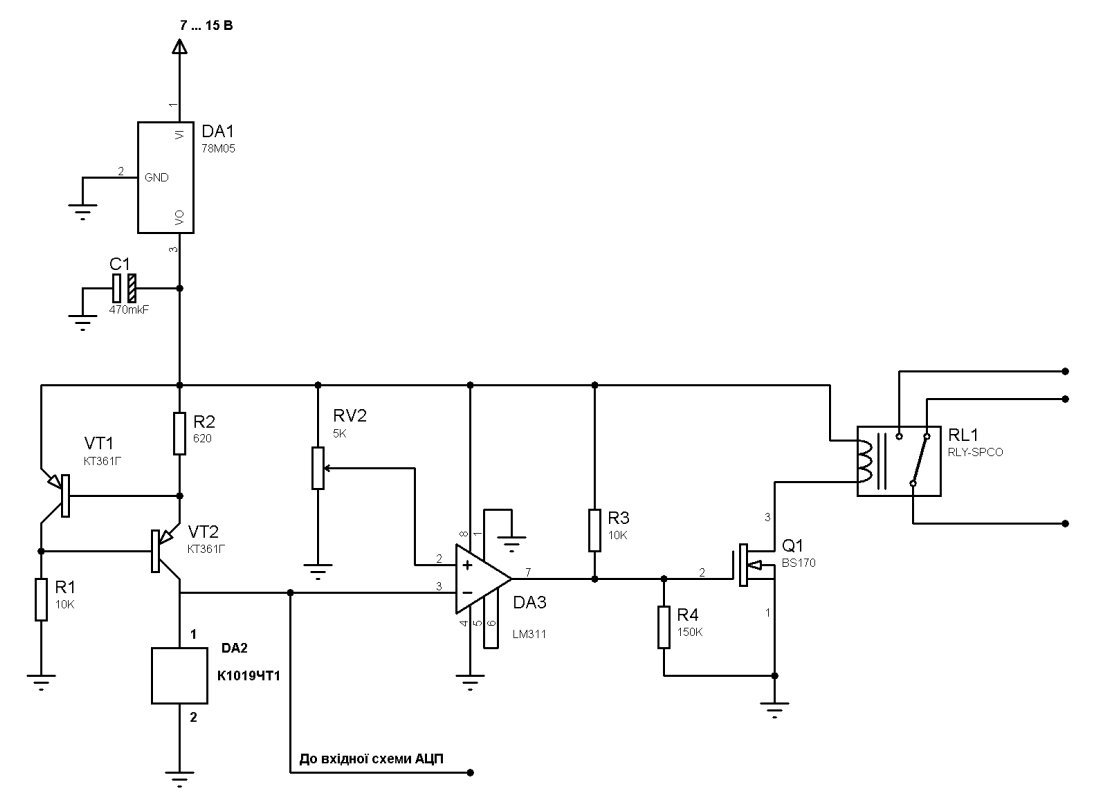 7 ... 15 В
1
VI
DA1
78M05
2
GND
VO
3
C1
470mkF
R2
620
RV2
5K
VT1
КТ361Г
VT2
КТ361Г
R1
10K
R3
10K
RL1
RLY-SPCO
3
Q1
BS170
2
1
8
1
2
3
7
4
5
6
DA3
LM311
R4
150K
1
DA2
К1019ЧТ1
2
До вхідної схеми АЦП